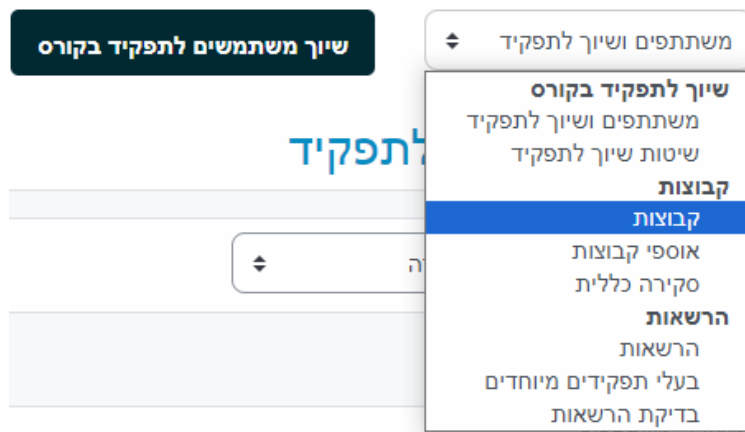 משתתפים ושיוך לתפקיד
שיוך משתמשים לתפקיד בקורס
שיוך לתפקיד בקורס
משתתפים ושיוך לתפקיד
שיטות שיוך לתפקיד
קבוצות
קבוצות
אוספי קבוצות
סקירה כללית
הרשאות
הרשאות
בעלי תפקידים מיוחדים
בדיקת הרשאות
לתפקיד